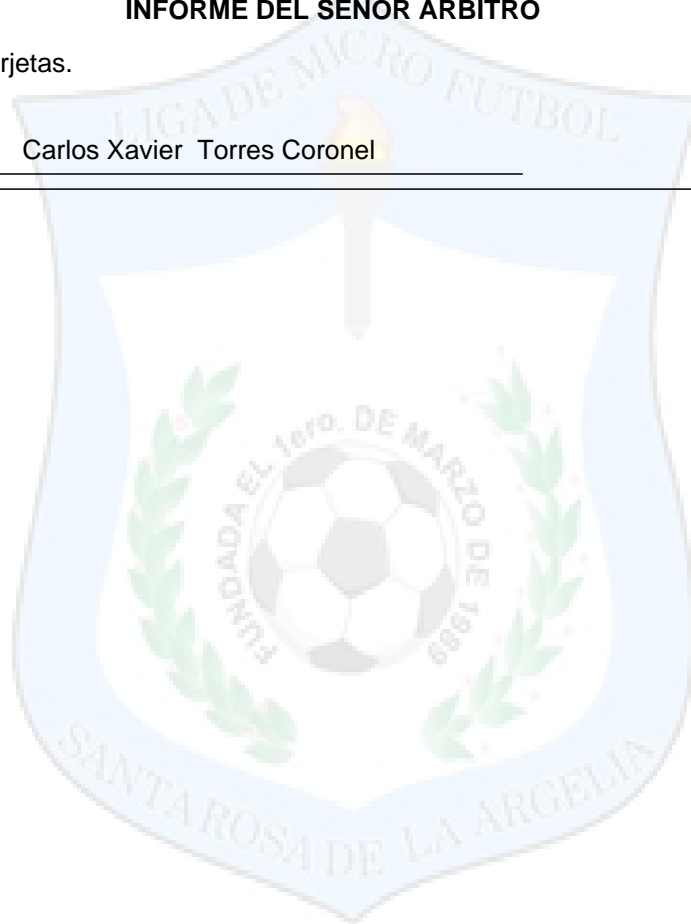 INFORME DEL SEÑOR ARBITRO
rjetas.
Carlos Xavier Torres Coronel
LIGA DE MICRO FUTBOL
FUNDADA EL 1ero. DE MARZO DE 1989
SANTA ROSA DE LA ARGELIA